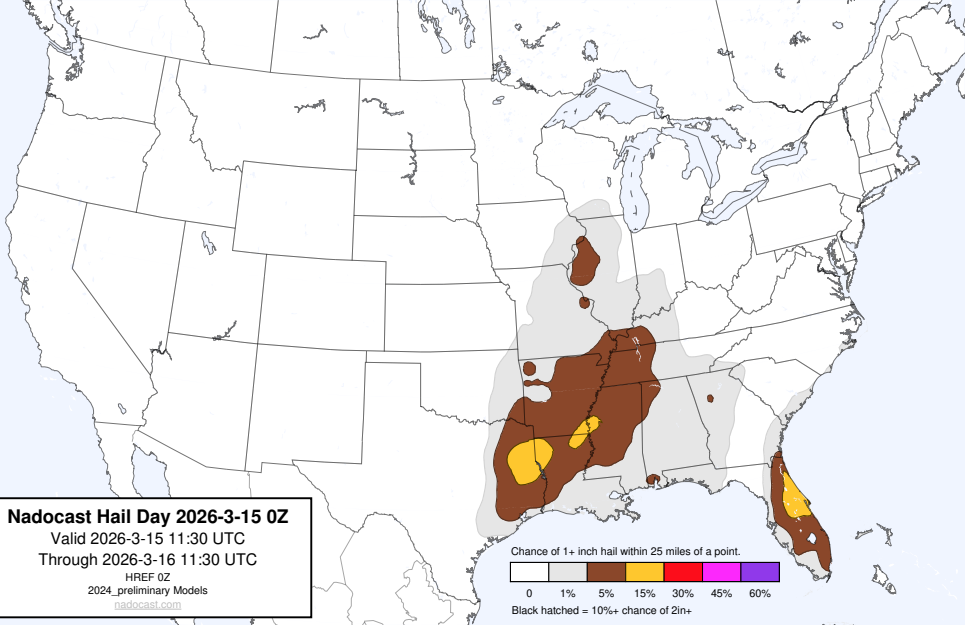 Nadocast Hail Day 2026-3-15 0Z
Valid 2026-3-15 11:30 UTC
Through 2026-3-16 11:30 UTC
HREF 0Z
2024_preliminary Models
nadocast.com
Chance of 1+ inch hail within 25 miles of a point.
0 1% 5% 15% 30% 45% 60%
Black hatched = 10%+ chance of 2in+